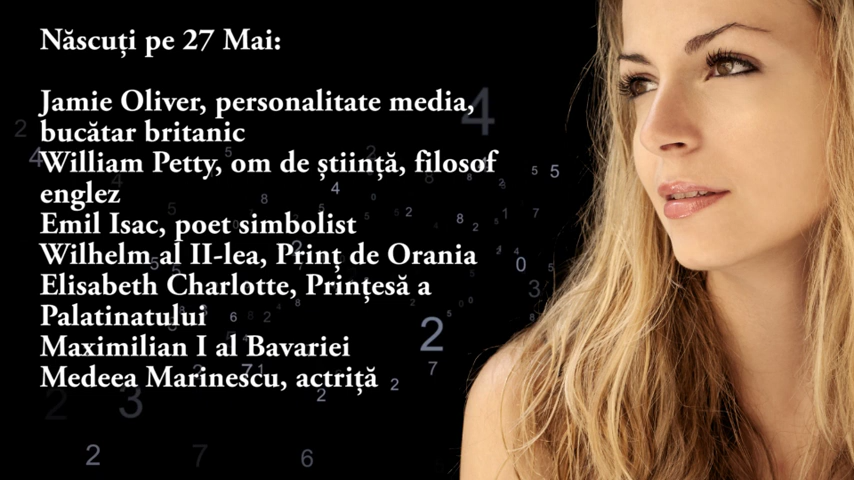 Născuți pe 27 Mai:
Jamie Oliver, personalitate media,
bucătar britanic
William Petty, om de știință, filosof
englez
Emil Isac, poet simbolist
Wilhelm al II-lea, Prinț de Orania
Elisabeth Charlotte, Prințesă a
Palatinatului
Maximilian I al Bavariei
Medeea Marinescu, actriță